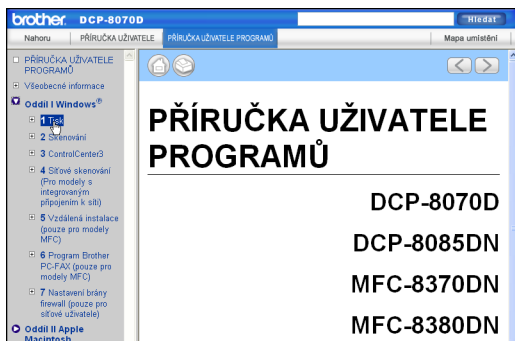 brother. DCP-8070D
Hledat
Nahoru PŘÍRUČKA UŽIVATELE PŘÍRUČKA UŽIVATELE PROGRAMŮ Mapa umístění
PŘÍRUČKA UŽIVATELE
PROGRAMŮ
Všeobecné informace
Oddíl I Windows®
1 Tisk
2 Skenování
3 ControlCenter3
4 Síťové skenování
(Pro modely s
integrovaným
připojením k síti)
5 Vzdálená instalace
(pouze pro modely
MFC)
6 Program Brother
PC-FAX (pouze pro
modely MFC)
7 Nastavení brány
firewall (pouze pro
síťové uživatele)
Oddíl II Apple
Macintosh
PŘÍRUČKA UŽIVATELE
PROGRAMŮ
DCP-8070D
DCP-8085DN
MFC-8370DN
MFC-8380DN